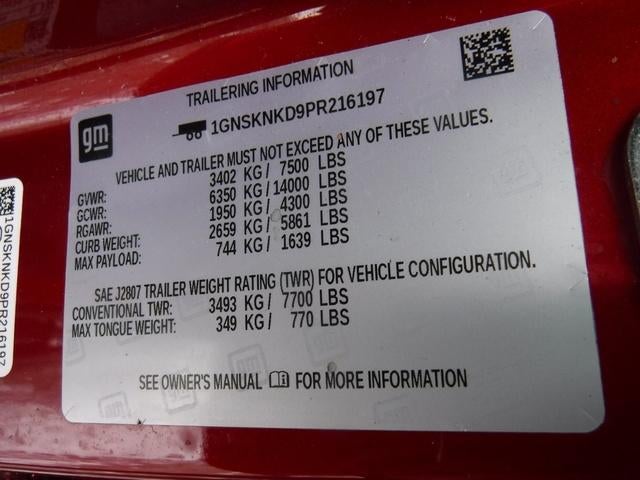 TRAILERING INFORMATION
gm
1GNSKNKD9PR216197
VEHICLE AND TRAILER MUST NOT EXCEED ANY OF THESE VALUES.
GVWR: 3402 KG / 7500 LBS
GCWR: 6350 KG / 14000 LBS
RGAWR: 1950 KG / 4300 LBS
CURB WEIGHT: 2659 KG / 5861 LBS
MAX PAYLOAD: 744 KG / 1639 LBS
SAE J2807 TRAILER WEIGHT RATING (TWR) FOR VEHICLE CONFIGURATION.
CONVENTIONAL TWR: 3493 KG / 7700 LBS
MAX TONGUE WEIGHT: 349 KG / 770 LBS
SEE OWNER'S MANUAL FOR MORE INFORMATION
1GNSKNKD9PR216197